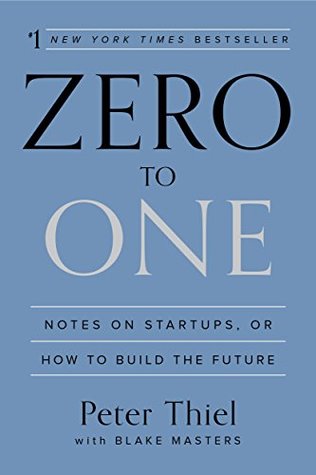 #1 NEW YORK TIMES BESTSELLER
ZERO
TO
ONE
NOTES ON STARTUPS, OR
HOW TO BUILD THE FUTURE
Peter Thiel
with BLAKE MASTERS